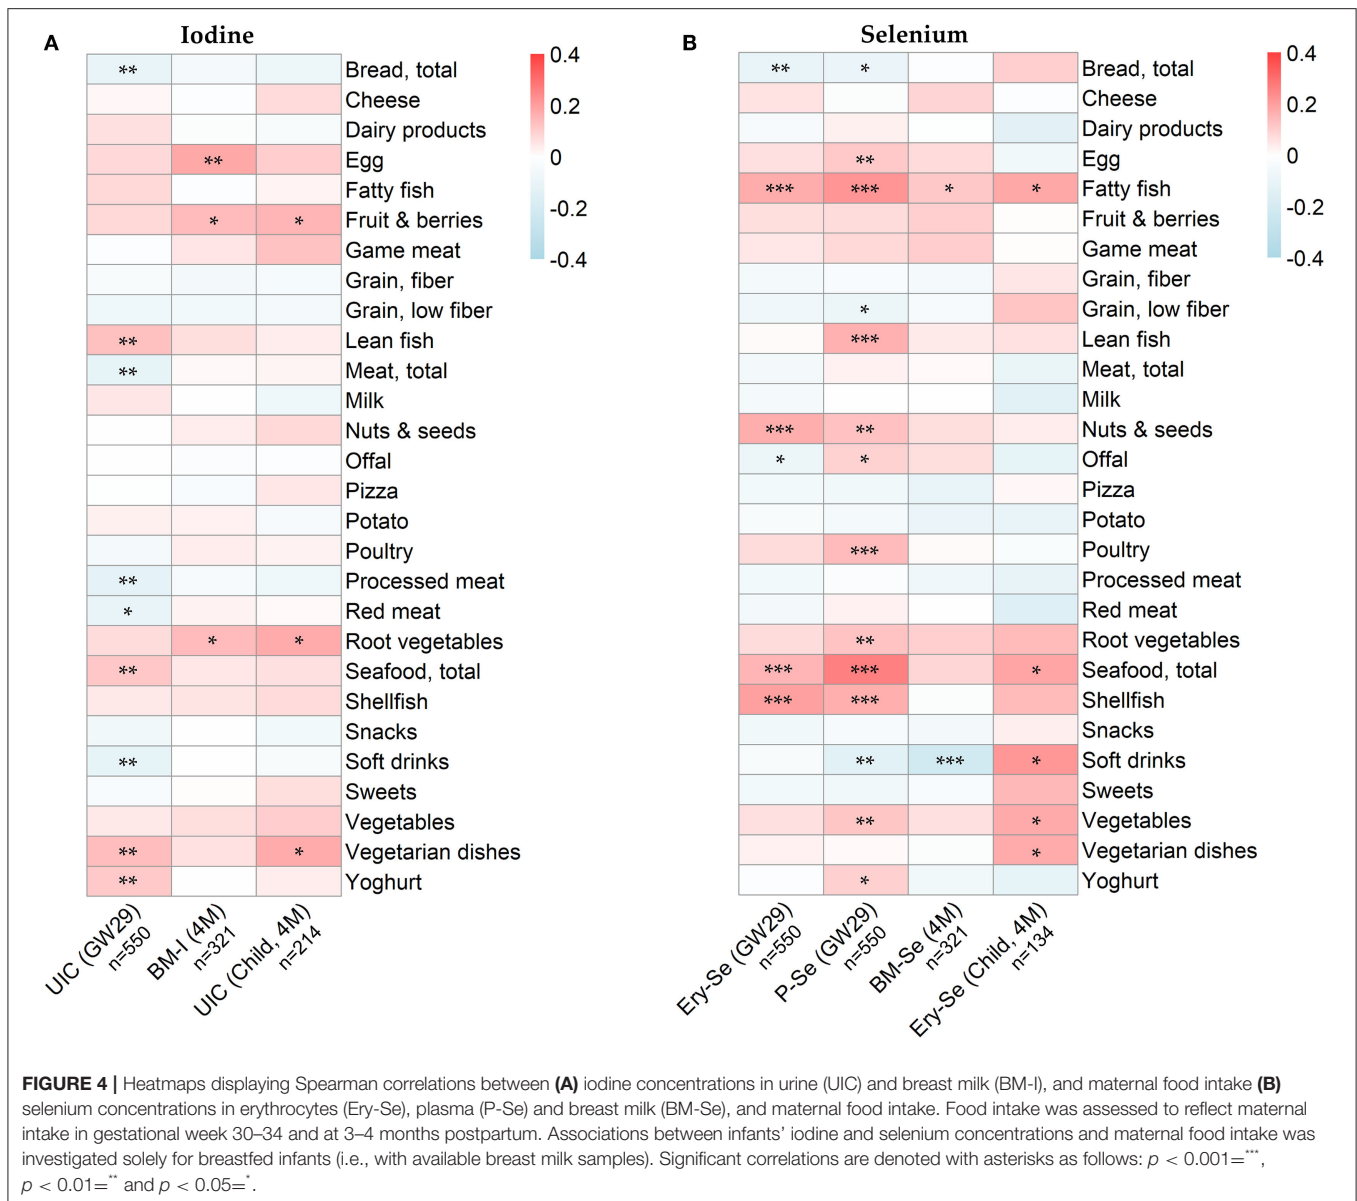 A
Iodine
**
Bread, total
Cheese
Dairy products
**
Egg
Fatty fish
* *
Fruit & berries
Game meat
Grain, fiber
Grain, low fiber
**
Lean fish
**
Meat, total
Milk
Nuts & seeds
Offal
Pizza
Potato
Poultry
**
Processed meat
*
Red meat
* *
Root vegetables
**
Seafood, total
Shellfish
Snacks
**
Soft drinks
Sweets
Vegetables
** *
Vegetarian dishes
**
Yoghurt
0.4
0.2
0
-0.2
-0.4
UIC (GW29)
n=550
BM-I (4M)
n=321
UIC (Child, 4M)
n=214
B
Selenium
** *
Bread, total
Cheese
Dairy products
**
Egg
*** *** * *
Fatty fish
Fruit & berries
Game meat
Grain, fiber
*
Grain, low fiber
***
Lean fish
Meat, total
Milk
*** **
Nuts & seeds
* *
Offal
Pizza
Potato
***
Poultry
Processed meat
Red meat
**
Root vegetables
*** *** *
Seafood, total
*** ***
Shellfish
Snacks
** *** *
Soft drinks
Sweets
** *
Vegetables
*
Vegetarian dishes
*
Yoghurt
0.4
0.2
0
-0.2
-0.4
Ery-Se (GW29)
n=550
P-Se (GW29)
n=550
BM-Se (4M)
n=321
Ery-Se (Child, 4M)
n=134
FIGURE 4 | Heatmaps displaying Spearman correlations between (A) iodine concentrations in urine (UIC) and breast milk (BM-I), and maternal food intake (B)
selenium concentrations in erythrocytes (Ery-Se), plasma (P-Se) and breast milk (BM-Se), and maternal food intake. Food intake was assessed to reflect maternal
intake in gestational week 30–34 and at 3–4 months postpartum. Associations between infants' iodine and selenium concentrations and maternal food intake was
investigated solely for breastfed infants (i.e., with available breast milk samples). Significant correlations are denoted with asterisks as follows: p < 0.001=***,
p < 0.01=** and p < 0.05=*.